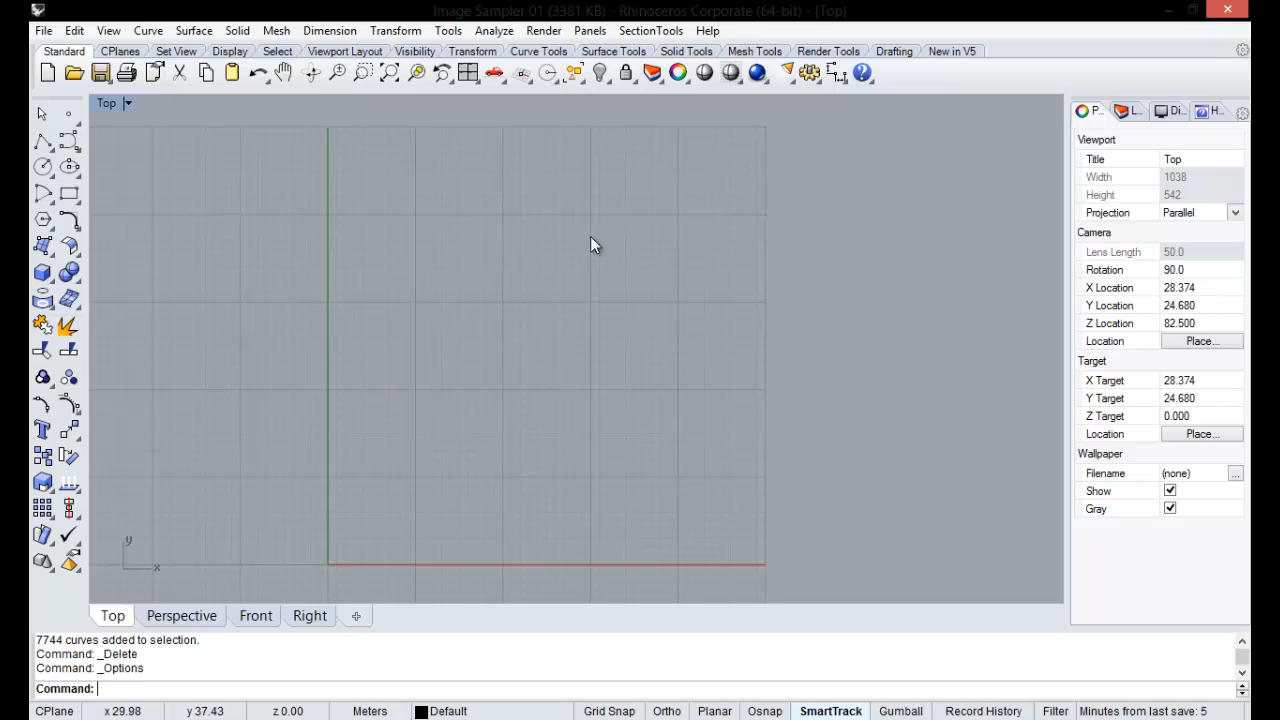 Image Sampler 01 (3381 KB) - Rhinoceros Corporate (64-bit) - [Top]
File Edit View Curve Surface Solid Mesh Dimension Transform Tools Analyze Render Panels SectionTools Help
Standard CPlanes Set View Display Select Viewport Layout Visibility Transform Curve Tools Surface Tools Solid Tools Mesh Tools Render Tools Drafting New in V5
Top
P... L... Di... H...
Viewport
Title Top
Width 1038
Height 542
Projection Parallel
Camera
Lens Length 50.0
Rotation 90.0
X Location 28.374
Y Location 24.680
Z Location 82.500
Location Place...
Target
X Target 28.374
Y Target 24.680
Z Target 0.000
Location Place...
Wallpaper
Filename (none) ...
Show
Gray
y
x
Top Perspective Front Right
7744 curves added to selection.
Command: _Delete
Command: _Options
Command:
CPlane x 29.98 y 37.43 z 0.00 Meters Default Grid Snap Ortho Planar Osnap SmartTrack Gumball Record History Filter Minutes from last save: 5